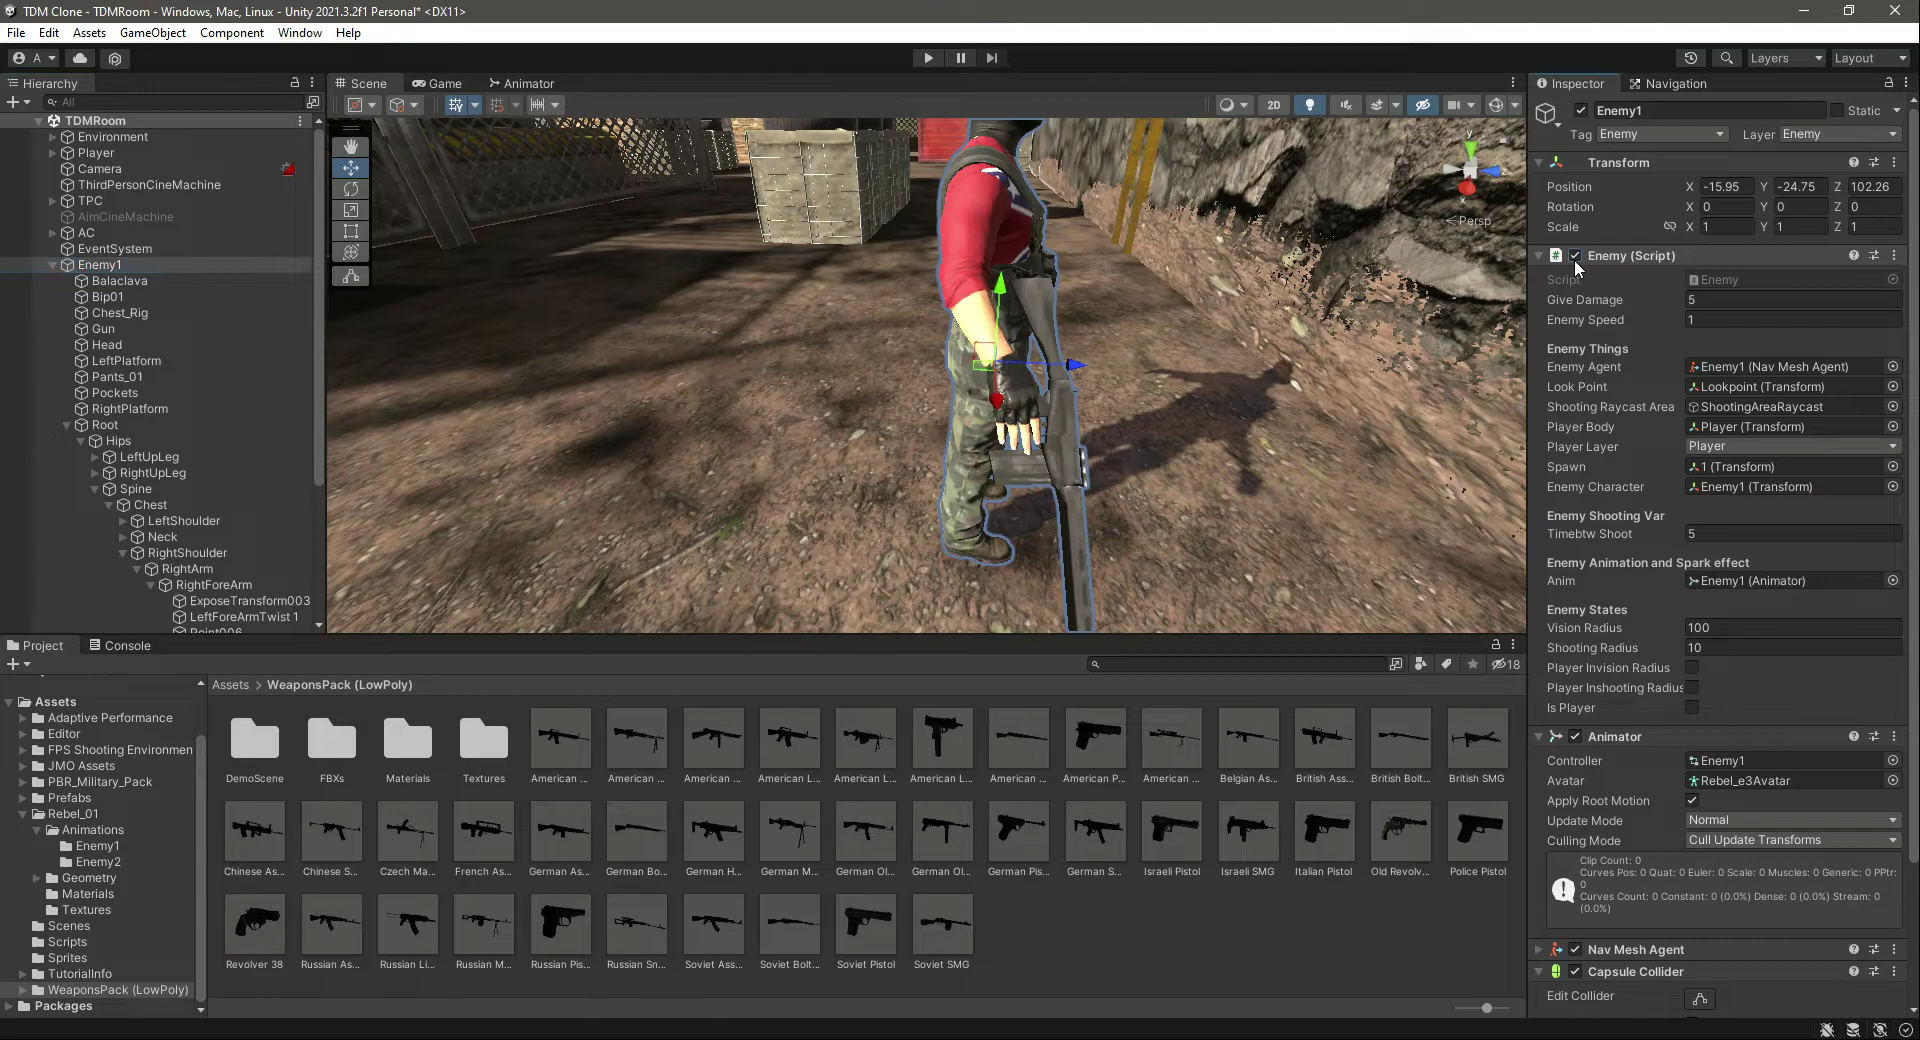 TDM Clone - TDMRoom - Windows, Mac, Linux - Unity 2021.3.2f1 Personal* <DX11>
File Edit Assets GameObject Component Window Help
A
Layers
Layout
Hierarchy
All
TDMRoom
Environment
Player
Camera
ThirdPersonCineMachine
TPC
AimCineMachine
AC
EventSystem
Enemy1
Balaclava
Bip01
Chest_Rig
Gun
Head
LeftPlatform
Pants_01
Pockets
RightPlatform
Root
Hips
LeftUpLeg
RightUpLeg
Spine
Chest
LeftShoulder
Neck
RightShoulder
RightArm
RightForeArm
ExposeTransform003
LeftForeArmTwist 1
Scene Game Animator
2D
y
x
Persp
Inspector Navigation
Enemy1 Static
Tag Enemy Layer Enemy
Transform
Position X -15.95 Y -24.75 Z 102.26
Rotation X 0 Y 0 Z 0
Scale X 1 Y 1 Z 1
Enemy (Script)
Script Enemy
Give Damage 5
Enemy Speed 1
Enemy Things
Enemy Agent Enemy1 (Nav Mesh Agent)
Look Point Lookpoint (Transform)
Shooting Raycast Area ShootingAreaRaycast
Player Body Player (Transform)
Player Layer Player
Spawn 1 (Transform)
Enemy Character Enemy1 (Transform)
Enemy Shooting Var
Timebtw Shoot 5
Enemy Animation and Spark effect
Anim Enemy1 (Animator)
Enemy States
Vision Radius 100
Shooting Radius 10
Player Invision Radius
Player Inshooting Radius
Is Player
Animator
Controller Enemy1
Avatar Rebel_e3Avatar
Apply Root Motion
Update Mode Normal
Culling Mode Cull Update Transforms
Clip Count: 0
Curves Pos: 0 Quat: 0 Euler: 0 Scale: 0 Muscles: 0 Generic: 0 PPtr:
0
Curves Count: 0 Constant: 0 (0.0%) Dense: 0 (0.0%) Stream: 0
(0.0%)
Nav Mesh Agent
Capsule Collider
Edit Collider
Project Console
18
Assets
Adaptive Performance
Editor
FPS Shooting Environmen
JMO Assets
PBR_Military_Pack
Prefabs
Rebel_01
Animations
Enemy1
Enemy2
Geometry
Materials
Textures
Scenes
Scripts
Sprites
TutorialInfo
WeaponsPack (LowPoly)
Packages
Assets > WeaponsPack (LowPoly)
DemoScene FBXs Materials Textures American ... American ... American ... American L... American L... American L... American ... American P... American ... Belgian As... British Ass... British Bolt... British SMG
Chinese As... Chinese S... Czech Ma... French As... German As... German Bo... German H... German M... German Ol... German Ol... German Pis... German S... Israeli Pistol Israeli SMG Italian Pistol Old Revolv... Police Pistol
Revolver 38 Russian As... Russian Li... Russian M... Russian Pis... Russian Sn... Soviet Ass... Soviet Bolt... Soviet Pistol Soviet SMG